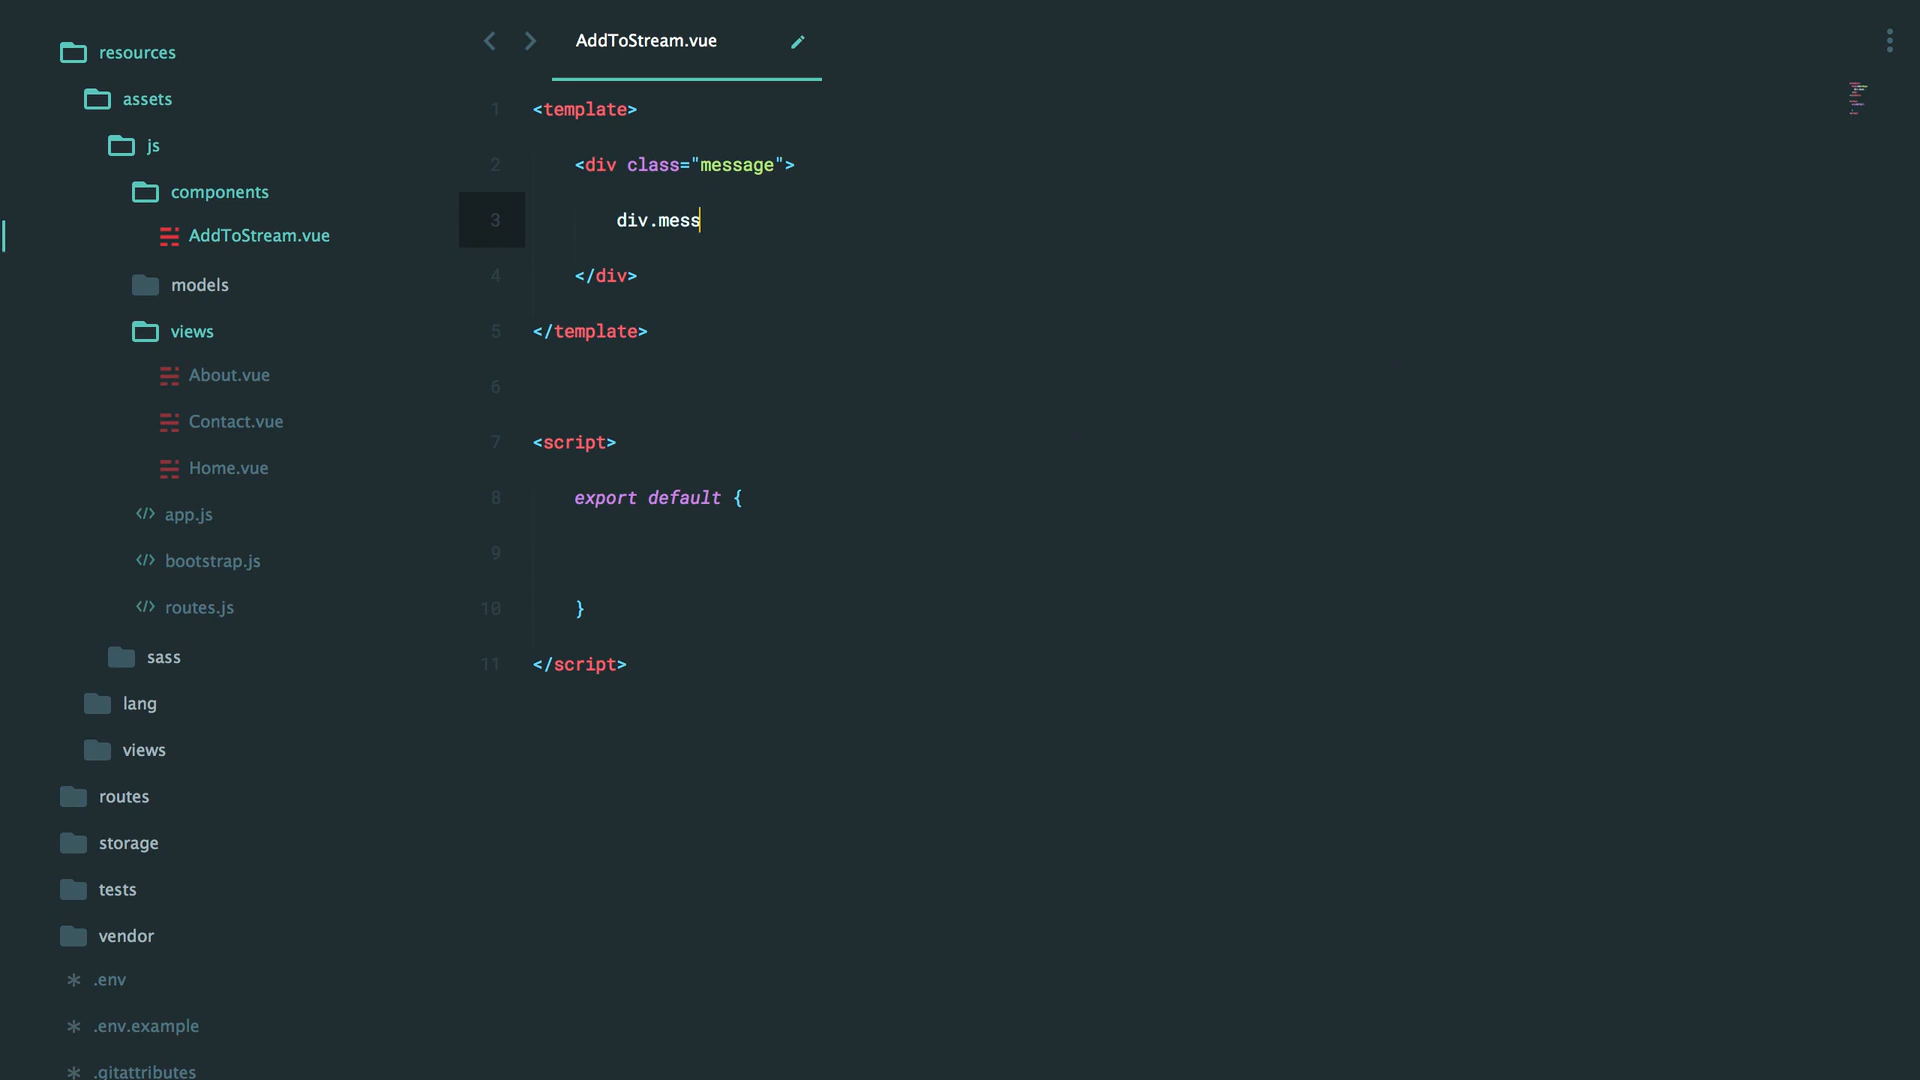 resources
assets
js
components
AddToStream.vue
models
views
About.vue
Contact.vue
Home.vue
</> app.js
</> bootstrap.js
</> routes.js
sass
lang
views
routes
storage
tests
vendor
* .env
* .env.example
* .gitattributes
AddToStream.vue
1 <template>
2 <div class="message">
3 div.mess
4 </div>
5 </template>
6
7 <script>
8 export default {
9
10 }
11 </script>